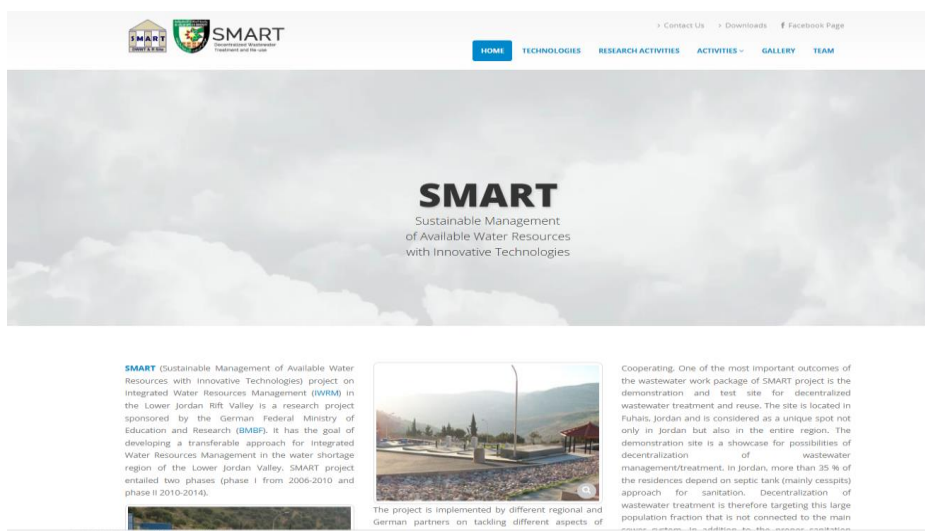 › Contact Us › Downloads f Facebook Page
SMART
SMART
Decentralized Wastewater
Treatment and Re-use
HOME TECHNOLOGIES RESEARCH ACTIVITIES ACTIVITIES GALLERY TEAM
SMART
Sustainable Management
of Available Water Resources
with Innovative Technologies
SMART (Sustainable Management of Available Water
Resources with Innovative Technologies) project on
Integrated Water Resources Management (IWRM) in
the Lower Jordan Rift Valley is a research project
sponsored by the German Federal Ministry of
Education and Research (BMBF). It has the goal of
developing a transferable approach for Integrated
Water Resources Management in the water shortage
region of the Lower Jordan Valley. SMART project
entailed two phases (phase I from 2006-2010 and
phase II 2010-2014).
The project is implemented by different regional and
German partners on tackling different aspects of
Cooperating. One of the most important outcomes of
the wastewater work package of SMART project is the
demonstration and test site for decentralized
wastewater treatment and reuse. The site is located in
Fuhais, Jordan and is considered as a unique spot not
only in Jordan but also in the entire region. The
demonstration site is a showcase for possibilities of
decentralization of wastewater
management/treatment. In Jordan, more than 35 % of
the residences depend on septic tank (mainly cesspits)
approach for sanitation. Decentralization of
wastewater treatment is therefore targeting this large
population fraction that is not connected to the main
sewer system, in addition to the proper sanitation